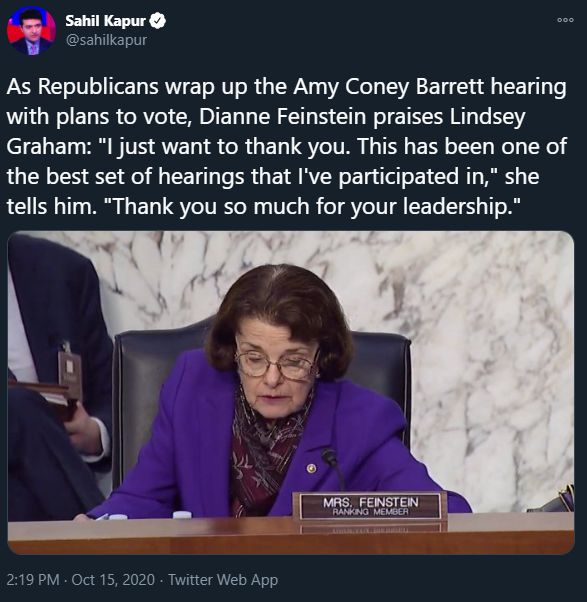 Sahil Kapur
@sahilkapur
As Republicans wrap up the Amy Coney Barrett hearing
with plans to vote, Dianne Feinstein praises Lindsey
Graham: "I just want to thank you. This has been one of
the best set of hearings that I've participated in," she
tells him. "Thank you so much for your leadership."
MRS. FEINSTEIN
RANKING MEMBER
2:19 PM · Oct 15, 2020 · Twitter Web App